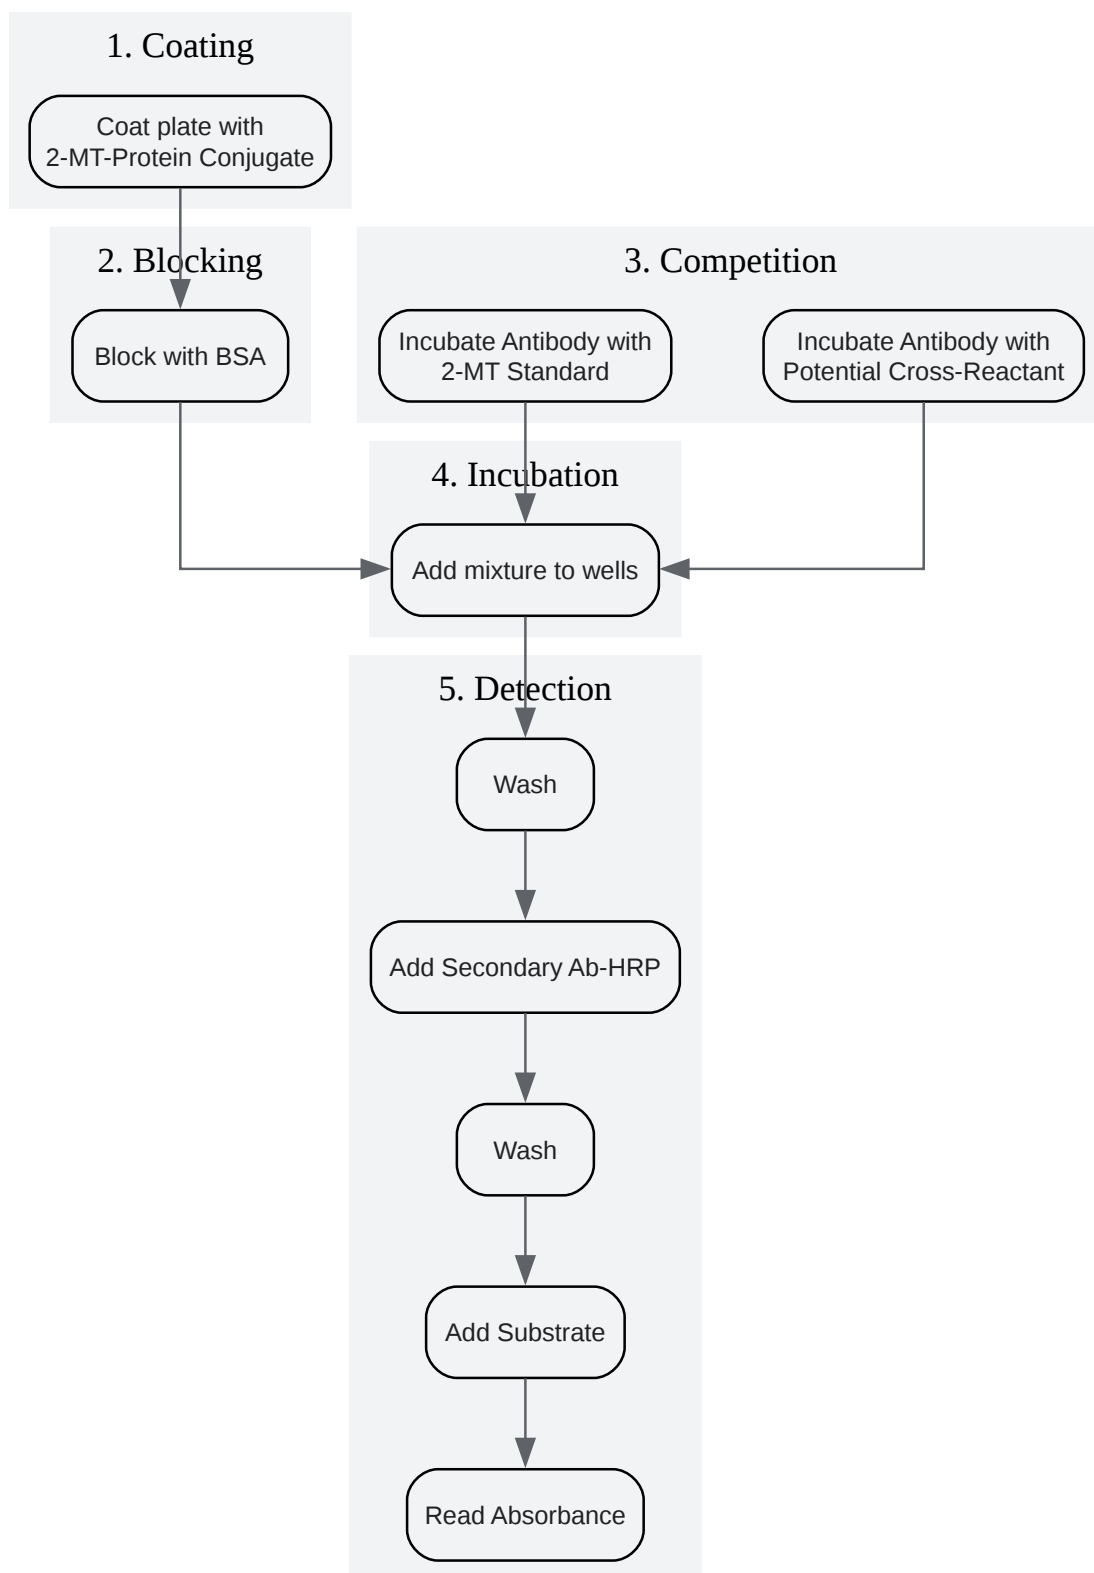 1. Coating
Coat plate with
2-MT-Protein Conjugate
2. Blocking
Block with BSA
3. Competition
Incubate Antibody with
2-MT Standard
Incubate Antibody with
Potential Cross-Reactant
4. Incubation
Add mixture to wells
5. Detection
Wash
Add Secondary Ab-HRP
Wash
Add Substrate
Read Absorbance